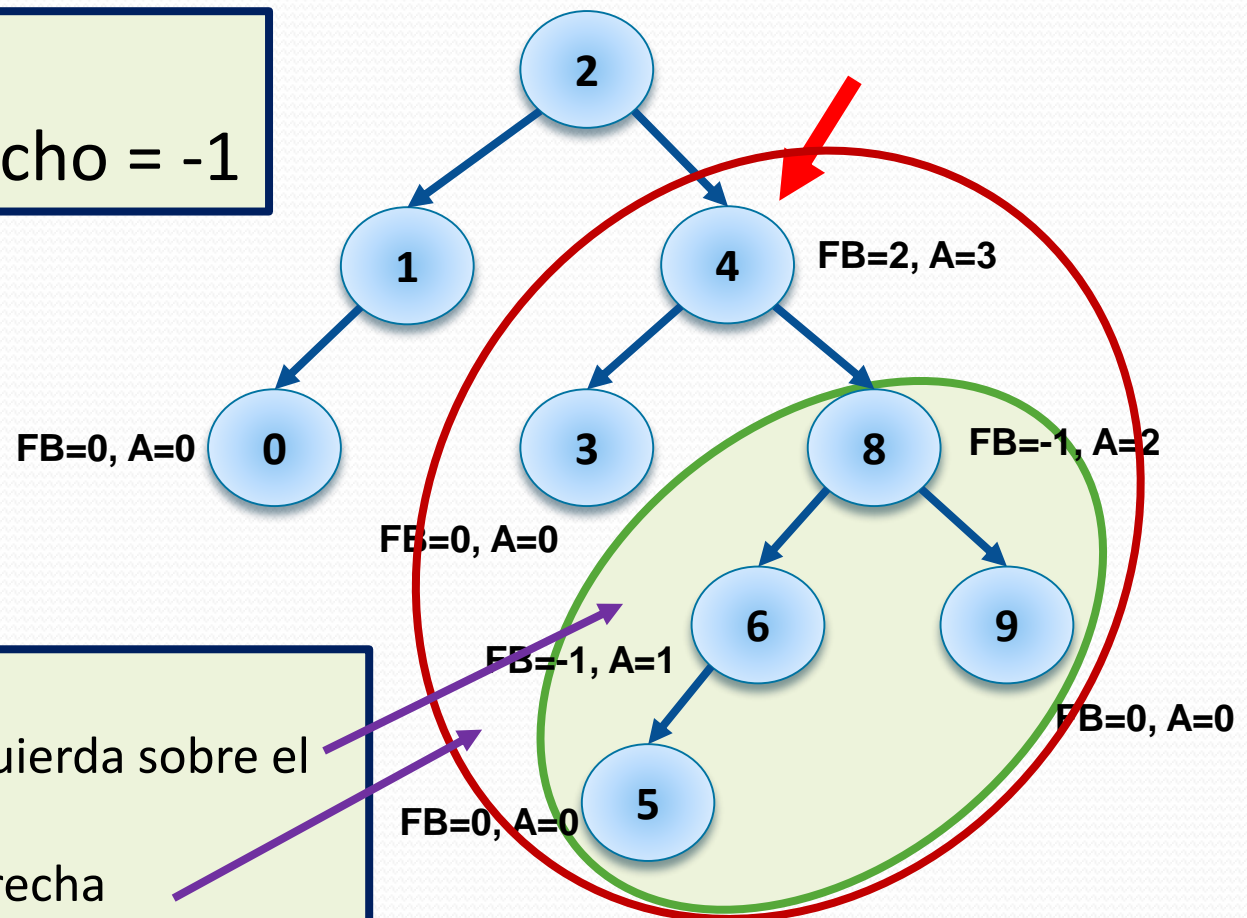 2
cho = -1
1
4
FB=2, A=3
FB=0, A=0
0
3
8
FB=-1, A=2
FB=0, A=0
6
9
FB=-1, A=1
FB=0, A=0
uierda sobre el
5
FB=0, A=0
recha